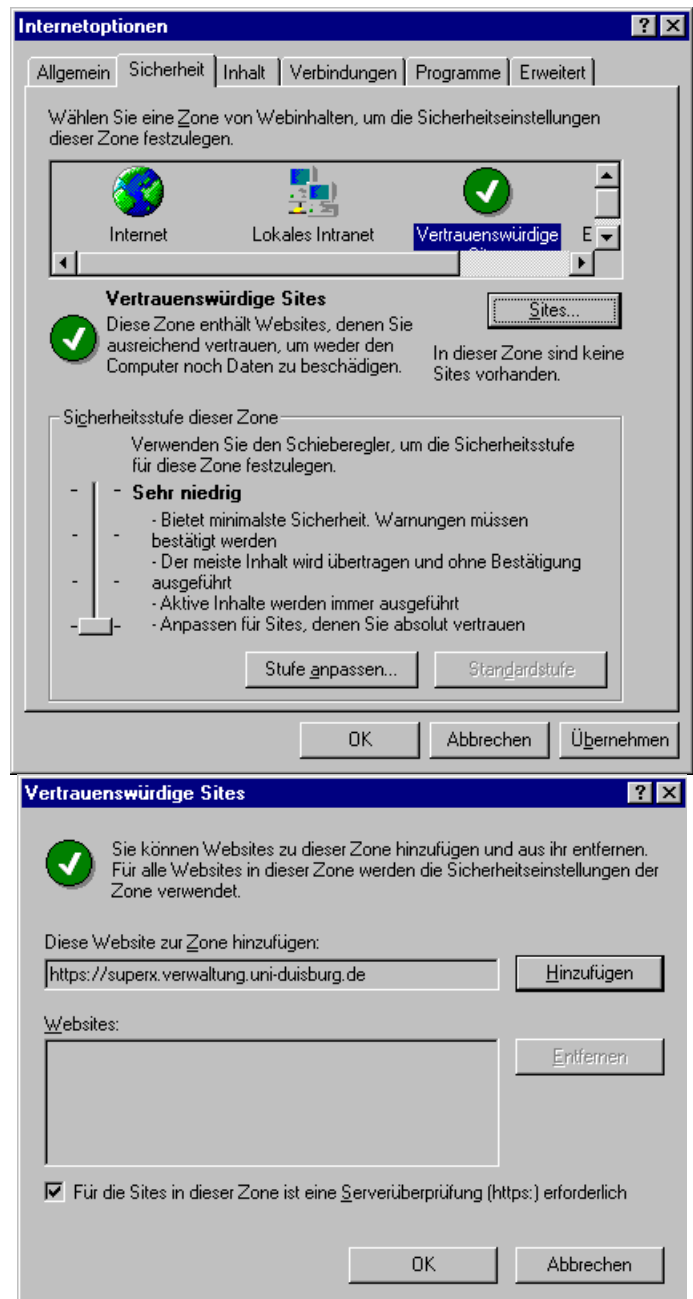 Internetoptionen
Allgemein Sicherheit Inhalt Verbindungen Programme Erweitert
Wählen Sie eine Zone von Webinhalten, um die Sicherheitseinstellungen
dieser Zone festzulegen.
Internet Lokales Intranet Vertrauenswürdige E
Vertrauenswürdige Sites
Diese Zone enthält Websites, denen Sie
ausreichend vertrauen, um weder den
Computer noch Daten zu beschädigen.
Sites...
In dieser Zone sind keine
Sites vorhanden.
Sicherheitsstufe dieser Zone
Verwenden Sie den Schieberegler, um die Sicherheitsstufe
für diese Zone festzulegen.
Sehr niedrig
- Bietet minimalste Sicherheit. Warnungen müssen
bestätigt werden
- Der meiste Inhalt wird übertragen und ohne Bestätigung
ausgeführt
- Aktive Inhalte werden immer ausgeführt
- Anpassen für Sites, denen Sie absolut vertrauen
Stufe anpassen... Standardstufe
OK Abbrechen Übernehmen
Vertrauenswürdige Sites
Sie können Websites zu dieser Zone hinzufügen und aus ihr entfernen.
Für alle Websites in dieser Zone werden die Sicherheitseinstellungen der
Zone verwendet.
Diese Website zur Zone hinzufügen:
https://superx.verwaltung.uni-duisburg.de Hinzufügen
Websites:
Entfernen
Für die Sites in dieser Zone ist eine Serverüberprüfung (https:) erforderlich
OK Abbrechen